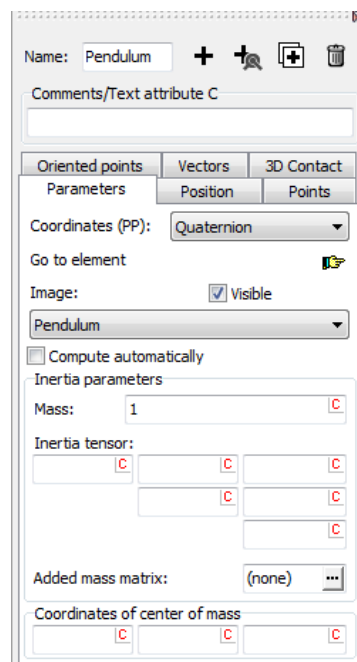 Name: Pendulum
Comments/Text attribute C
Oriented points Vectors 3D Contact
Parameters Position Points
Coordinates (PP): Quaternion
Go to element
Image: Visible
Pendulum
Compute automatically
Inertia parameters
Mass: 1 C
Inertia tensor:
C C C
C C
C
Added mass matrix: (none) ...
Coordinates of center of mass
C C C